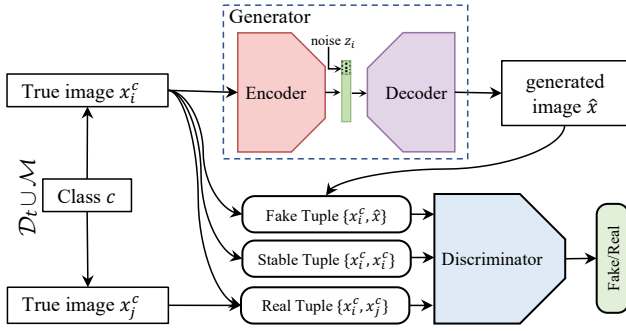 Generator
noise z_i
Encoder
Decoder
True image x_i^c
generated
image x̂
𝒟_t ∪ ℳ
Class c
Fake Tuple {x_i^c, x̂}
Stable Tuple {x_i^c, x_i^c}
Discriminator
Fake/Real
True image x_j^c
Real Tuple {x_i^c, x_j^c}